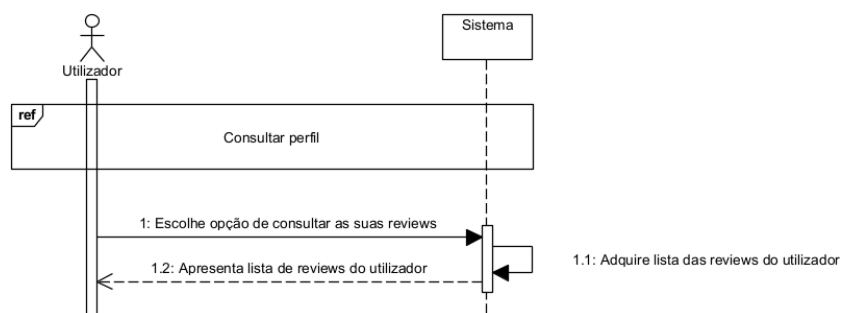 Sistema
Utilizador
ref
Consultar perfil
1: Escolhe opção de consultar as suas reviews
1.1: Adquire lista das reviews do utilizador
1.2: Apresenta lista de reviews do utilizador